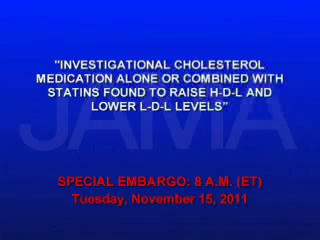 "INVESTIGATIONAL CHOLESTEROL
MEDICATION ALONE OR COMBINED WITH
STATINS FOUND TO RAISE H-D-L AND
LOWER L-D-L LEVELS”
JAMA
SPECIAL EMBARGO: 8 A.M. (ET)
Tuesday, November 15, 2011